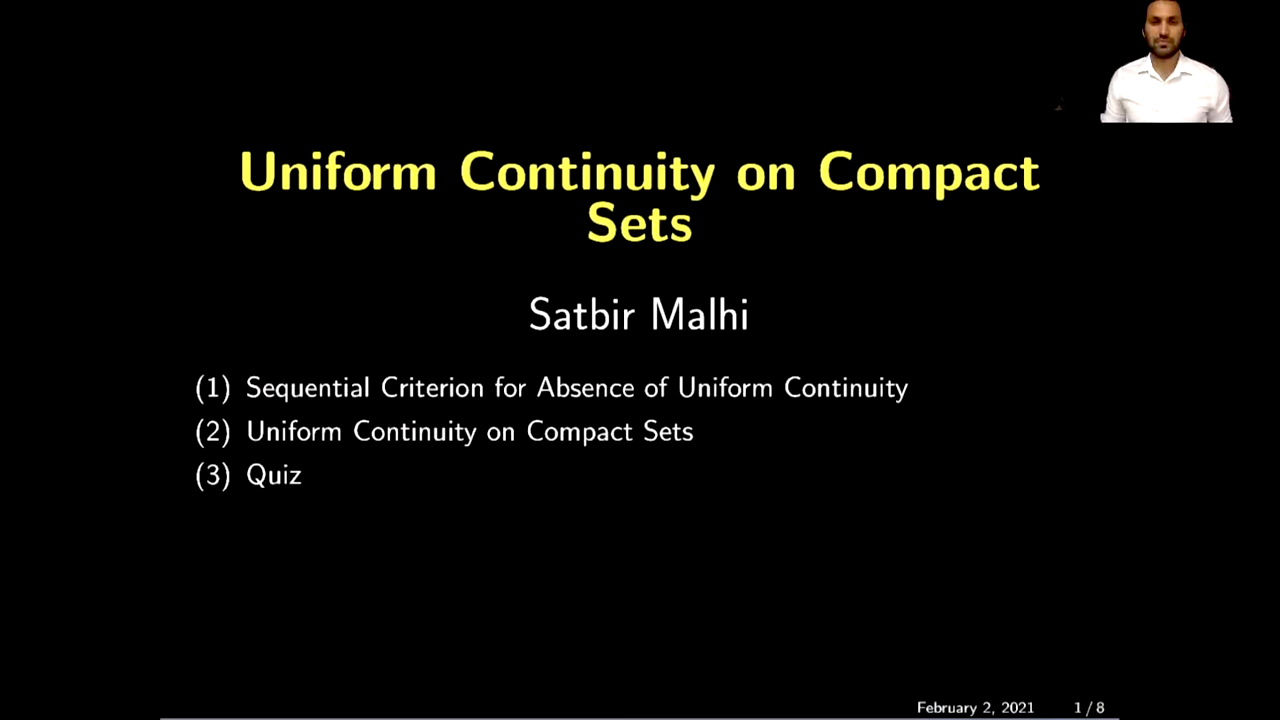 Uniform Continuity on Compact
Sets
Satbir Malhi
(1) Sequential Criterion for Absence of Uniform Continuity
(2) Uniform Continuity on Compact Sets
(3) Quiz
February 2, 2021 1 / 8